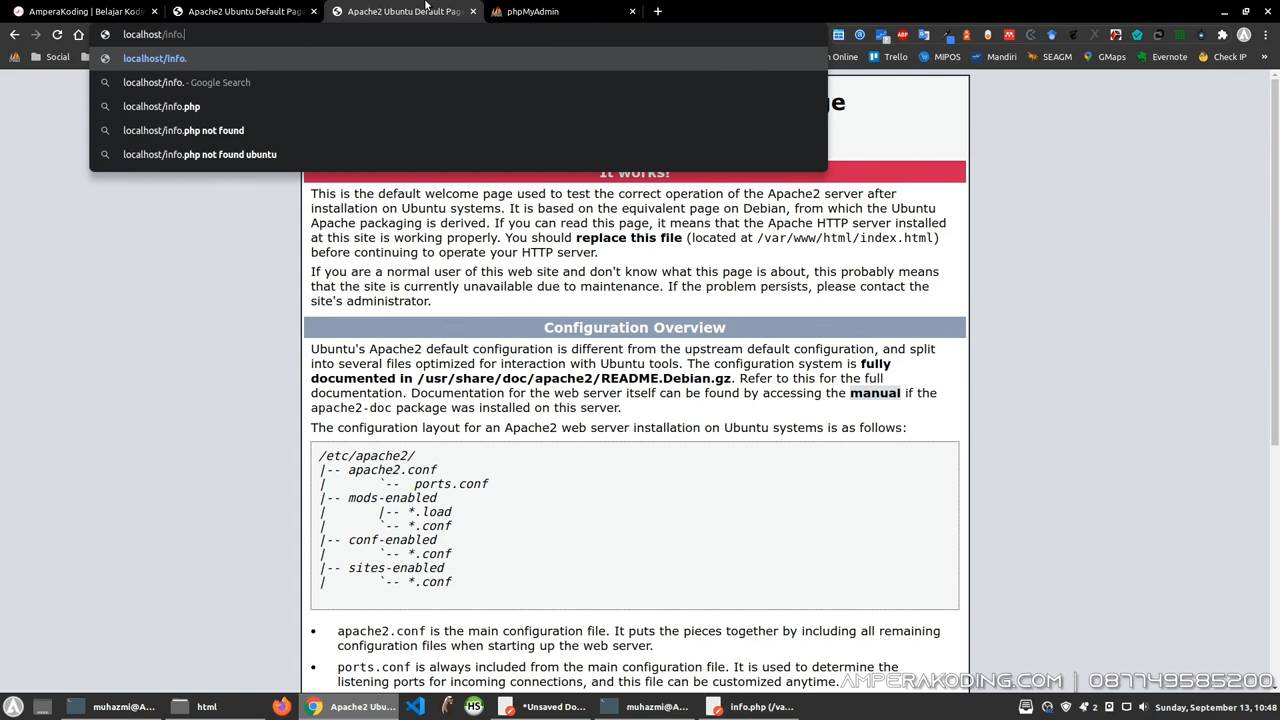 AmperaKoding | Belajar Kodi
Apache2 Ubuntu Default Page
Apache2 Ubuntu Default Page
phpMyAdmin
localhost/info.
Social
Trello
MIPOS
SEAGM
GMaps
Evernote
Check IP
»
localhost/info.
localhost/info. - Google Search
localhost/info.php
localhost/info.php not found
localhost/info.php not found ubuntu
ge
It works!
This is the default welcome page used to test the correct operation of the Apache2 server after
installation on Ubuntu systems. It is based on the equivalent page on Debian, from which the Ubuntu
Apache packaging is derived. If you can read this page, it means that the Apache HTTP server installed
at this site is working properly. You should replace this file (located at /var/www/html/index.html)
before continuing to operate your HTTP server.
If you are a normal user of this web site and don't know what this page is about, this probably means
that the site is currently unavailable due to maintenance. If the problem persists, please contact the
site's administrator.
Configuration Overview
Ubuntu's Apache2 default configuration is different from the upstream default configuration, and split
into several files optimized for interaction with Ubuntu tools. The configuration system is fully
documented in /usr/share/doc/apache2/README.Debian.gz. Refer to this for the full
documentation. Documentation for the web server itself can be found by accessing the manual if the
apache2-doc package was installed on this server.
The configuration layout for an Apache2 web server installation on Ubuntu systems is as follows:
/etc/apache2/
|-- apache2.conf
|       `--  ports.conf
|-- mods-enabled
|       |-- *.load
|       `-- *.conf
|-- conf-enabled
|       `-- *.conf
|-- sites-enabled
|       `-- *.conf
• apache2.conf is the main configuration file. It puts the pieces together by including all remaining
configuration files when starting up the web server.
• ports.conf is always included from the main configuration file. It is used to determine the
listening ports for incoming connections, and this file can be customized anytime.
AMPERAKODING.COM | 087749585200
muhazmi@A...
html
Apache2 Ubu...
HS
*Unsaved Do...
muhazmi@A...
info.php (/va...
2
Sunday, September 13, 10:48